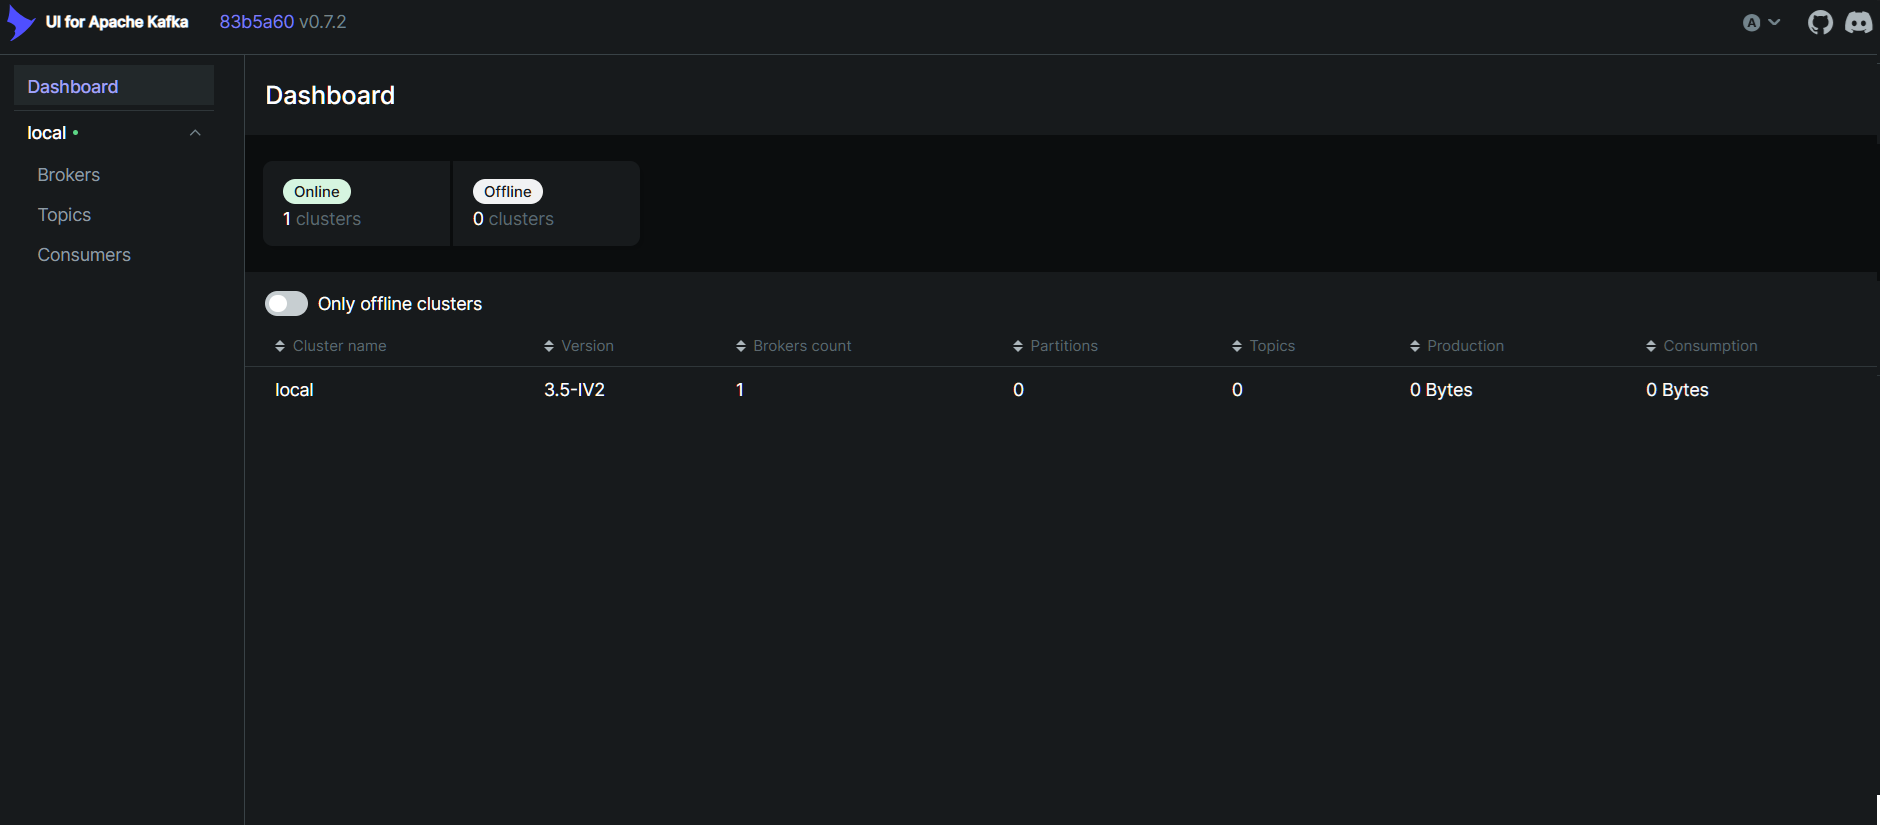 UI for Apache Kafka 83b5a60 v0.7.2 A
Dashboard
local
Brokers
Topics
Consumers
Dashboard
Online
1 clusters
Offline
0 clusters
Only offline clusters
Cluster name Version Brokers count Partitions Topics Production Consumption
local 3.5-IV2 1 0 0 0 Bytes 0 Bytes